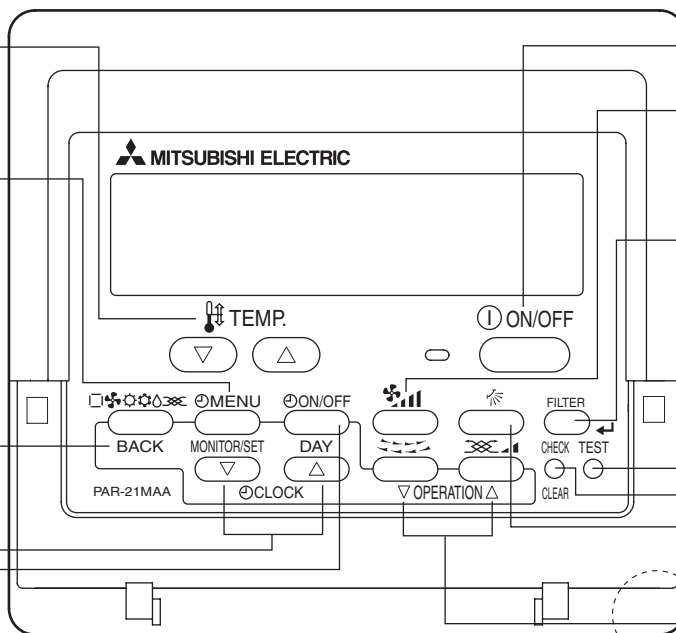 MITSUBISHI ELECTRIC
TEMP.
ON/OFF
MENU
ON/OFF
FILTER
BACK
MONITOR/SET
DAY
CHECK
TEST
PAR-21MAA
CLOCK
OPERATION
CLEAR